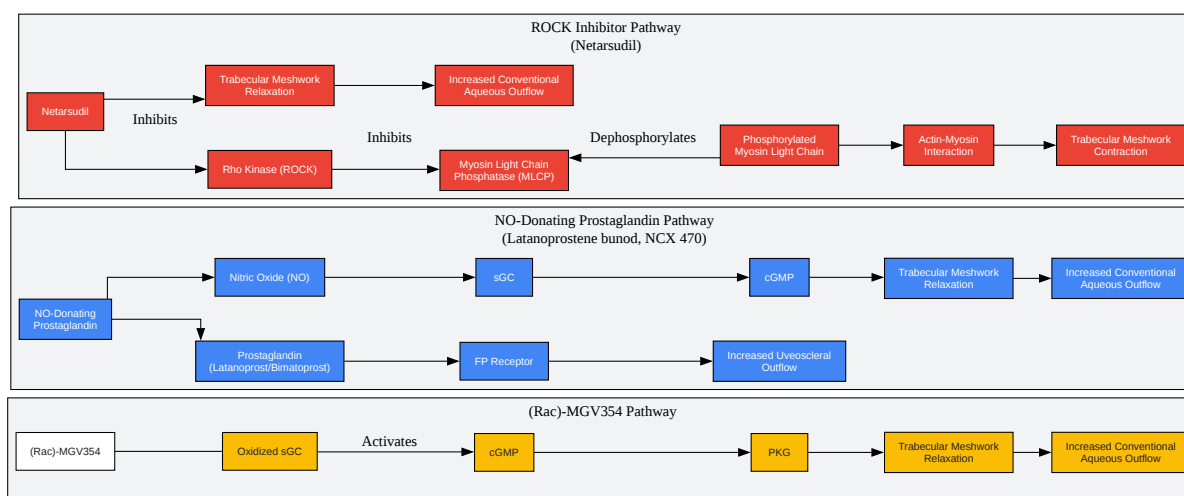 ROCK Inhibitor Pathway
(Netarsudil)
Trabecular Meshwork
Relaxation
Increased Conventional
Aqueous Outflow
Netarsudil
Inhibits
Inhibits
Dephosphorylates
Phosphorylated
Myosin Light Chain
Actin-Myosin
Interaction
Trabecular Meshwork
Contraction
Rho Kinase (ROCK)
Myosin Light Chain
Phosphatase (MLCP)
NO-Donating Prostaglandin Pathway
(Latanoprostene bunod, NCX 470)
Nitric Oxide (NO)
sGC
cGMP
Trabecular Meshwork
Relaxation
Increased Conventional
Aqueous Outflow
NO-Donating
Prostaglandin
Prostaglandin
(Latanoprost/Bimatoprost)
FP Receptor
Increased Uveoscleral
Outflow
(Rac)-MGV354 Pathway
(Rac)-MGV354
Oxidized sGC
Activates
cGMP
PKG
Trabecular Meshwork
Relaxation
Increased Conventional
Aqueous Outflow